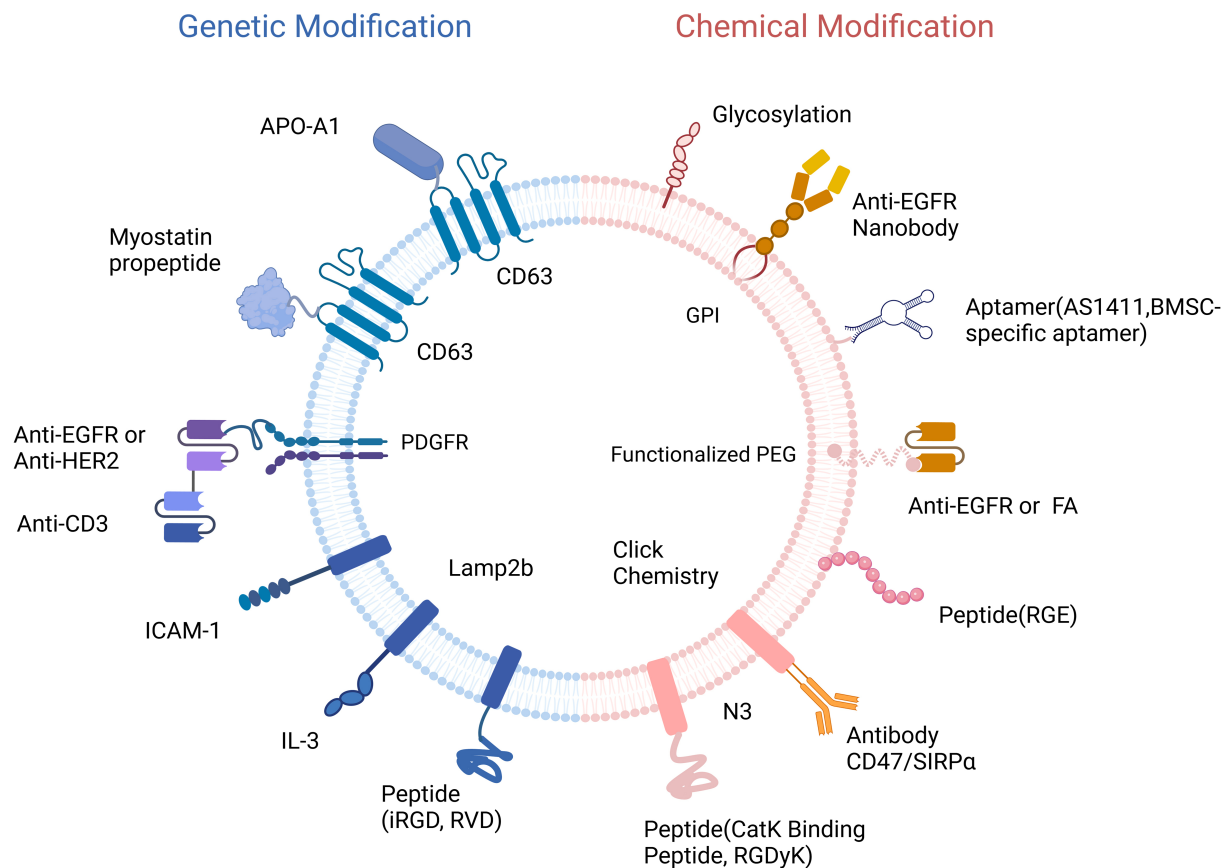 Genetic Modification
Chemical Modification
APO-A1
Glycosylation
Myostatin
propeptide
CD63
CD63
Anti-EGFR
Nanobody
GPI
Aptamer(AS1411,BMSC-
specific aptamer)
Anti-EGFR or
Anti-HER2
Anti-CD3
PDGFR
Functionalized PEG
Anti-EGFR or FA
Lamp2b
Click
Chemistry
ICAM-1
Peptide(RGE)
IL-3
N3
Antibody
CD47/SIRPα
Peptide
(iRGD, RVD)
Peptide(CatK Binding
Peptide, RGDyK)